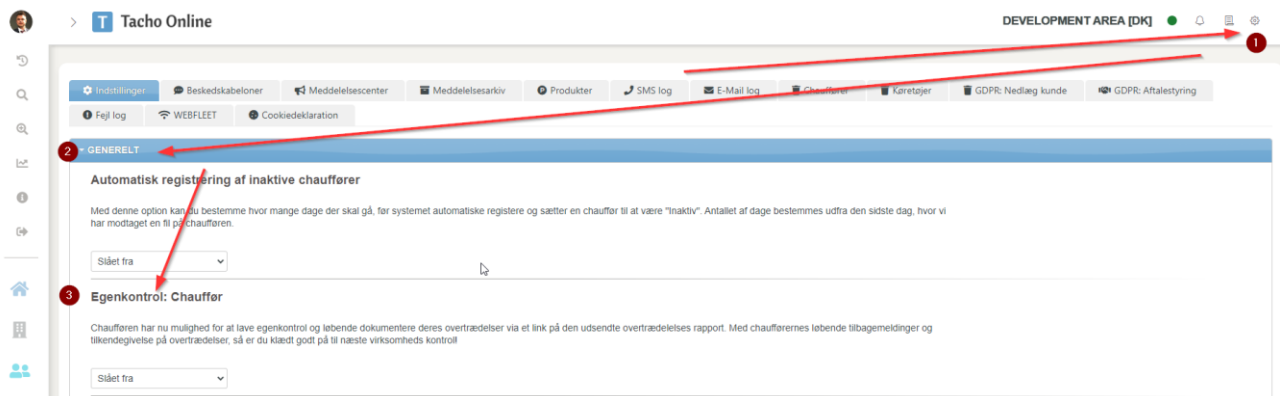 T Tacho Online
DEVELOPMENT AREA [DK]
1
Indstillinger Beskedskabeloner Meddelelsescenter Meddelelsesarkiv Produkter SMS log E-Mail log Chauffører Køretøjer GDPR: Nedlæg kunde GDPR: Aftalestyring
Fejl log WEBFLEET Cookiedeklaration
2 GENERELT
Automatisk registrering af inaktive chauffører
Med denne option kan du bestemme hvor mange dage der skal gå, før systemet automatiske registere og sætter en chauffør til at være "Inaktiv". Antallet af dage bestemmes udfra den sidste dag, hvor vi
har modtaget en fil på chaufføren.
Slået fra
3 Egenkontrol: Chauffør
Chaufføren har nu mulighed for at lave egenkontrol og løbende dokumentere deres overtrædelser via et link på den udsendte overtrædelelses rapport. Med chaufførernes løbende tilbagemeldinger og
tilkendegivelse på overtrædelser, så er du klædt godt på til næste virksomheds kontrol!
Slået fra